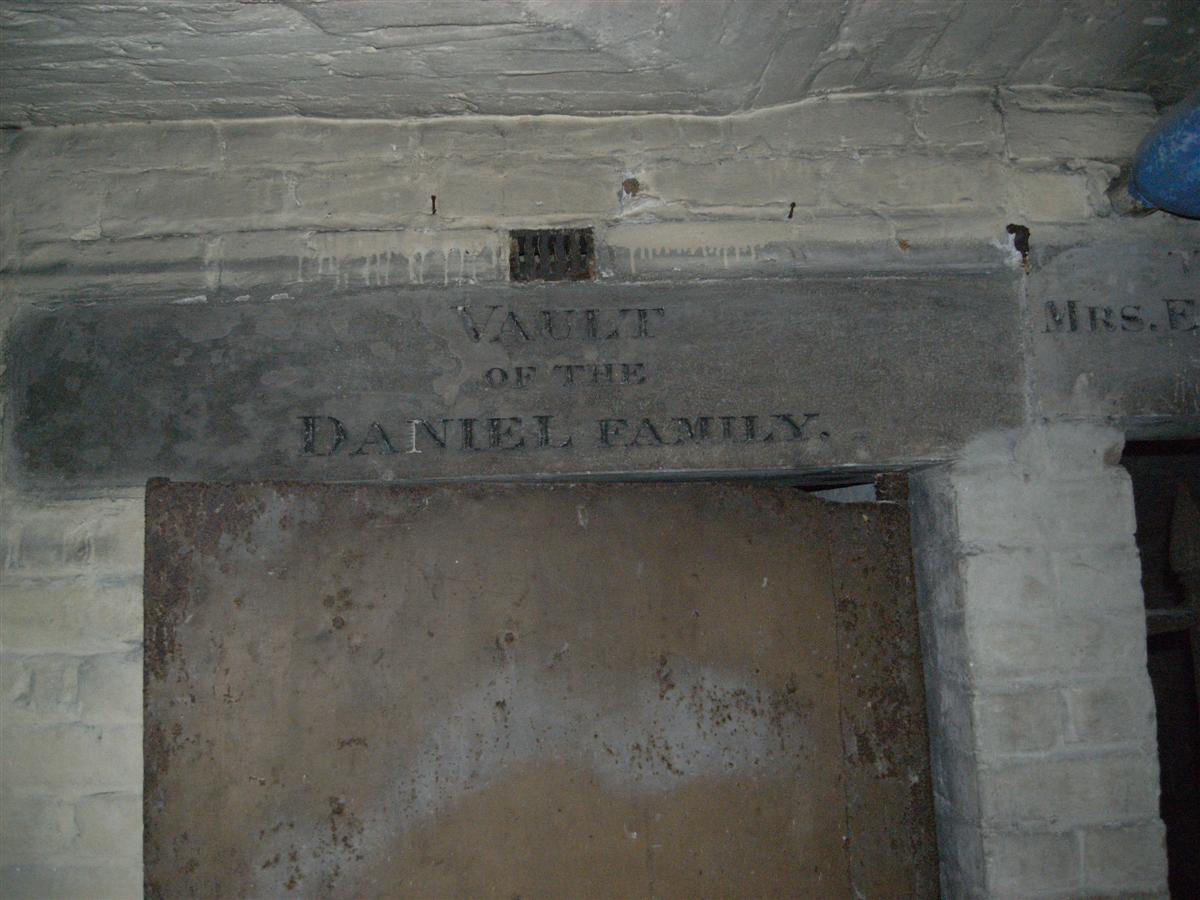 VAULT
OF THE
DANIEL FAMILY.
MRS. E